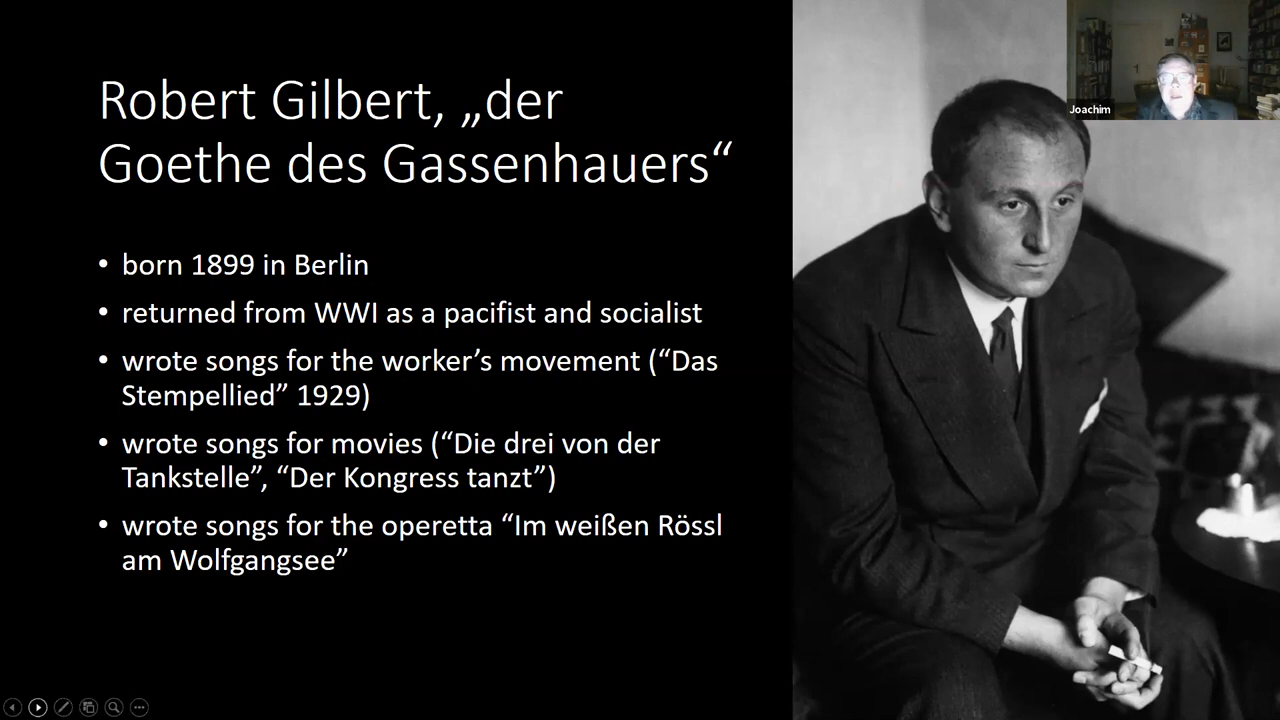 Robert Gilbert, „der
Goethe des Gassenhauers“
• born 1899 in Berlin
• returned from WWI as a pacifist and socialist
• wrote songs for the worker’s movement (“Das
Stempellied” 1929)
• wrote songs for movies (“Die drei von der
Tankstelle”, “Der Kongress tanzt”)
• wrote songs for the operetta “Im weißen Rössl
am Wolfgangsee”
Joachim